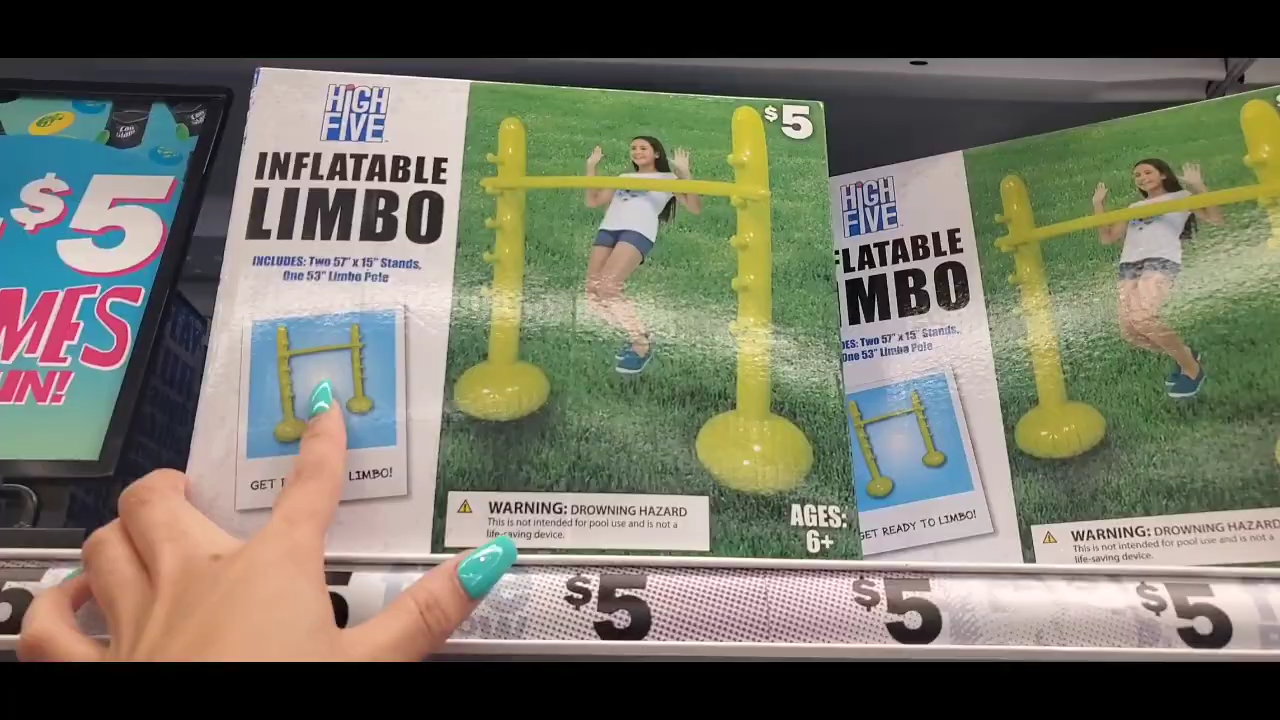 $5
MES
UN!
HIGH
FIVE
INFLATABLE
LIMBO
INCLUDES: Two 57" x 15" Stands,
One 53" Limbo Pole
GET
LIMBO!
$5
WARNING: DROWNING HAZARD
This is not intended for pool use and is not a
life-saving device.
AGES:
6+
HIGH
FIVE
FLATABLE
MBO
DES: Two 57" x 15" Stands,
One 53" Limbo Pole
GET READY TO LIMBO!
WARNING: DROWNING HAZARD
This is not intended for pool use and is not a
life-saving device.
$5
$5
$5